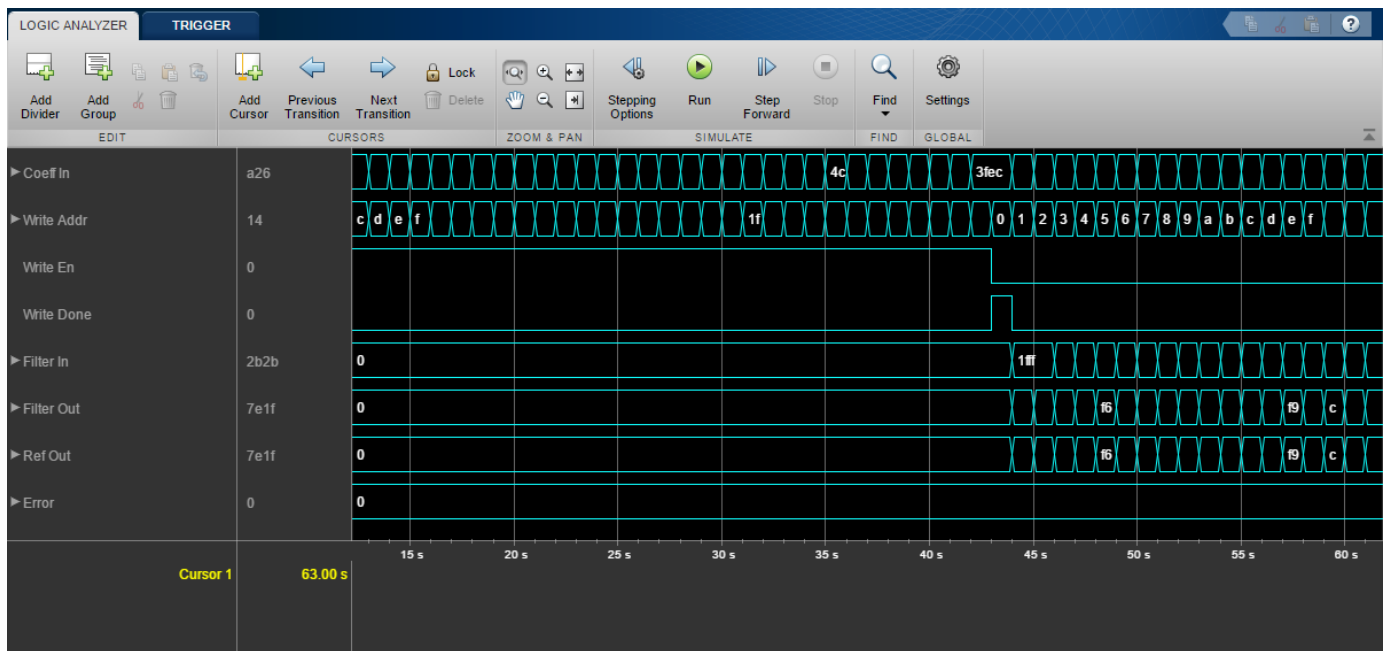 LOGIC ANALYZER TRIGGER ?
Add Divider
Add Group
Add Cursor
Previous Transition
Next Transition
Lock
Delete
Stepping Options
Run
Step Forward
Stop
Find
Settings
EDIT CURSORS ZOOM & PAN SIMULATE FIND GLOBAL
Coeff In a26 4c 3fec
Write Addr 14 c d e f 1f 0 1 2 3 4 5 6 7 8 9 a b c d e f
Write En 0
Write Done 0
Filter In 2b2b 0 1ff
Filter Out 7e1f 0 f6 f9 c
Ref Out 7e1f 0 f6 f9 c
Error 0 0
15 s 20 s 25 s 30 s 35 s 40 s 45 s 50 s 55 s 60 s
Cursor 1 63.00 s